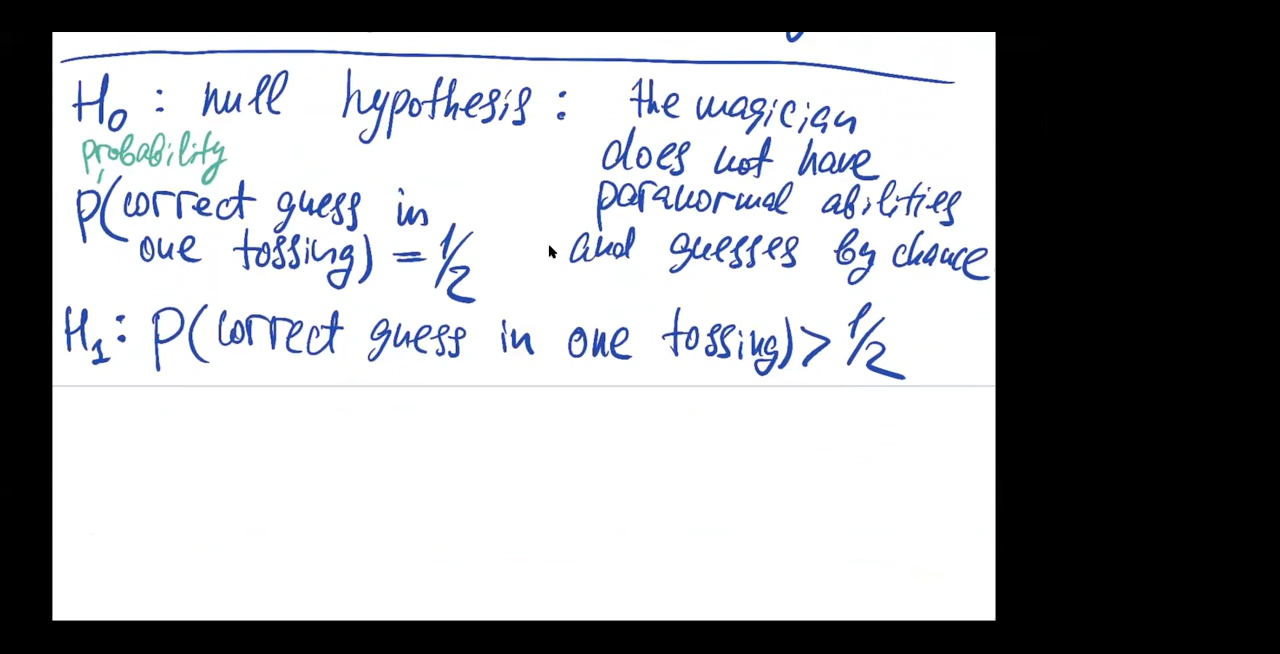 H₀ : null hypothesis : the magician
does not have
paranormal abilities
and guesses by chance
probability
p(correct guess in
one tossing) = 1/2
H₁ : p(correct guess in one tossing) > 1/2